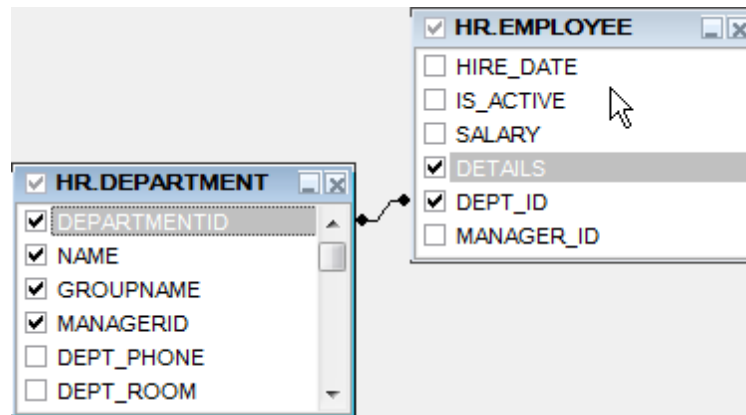 HR.EMPLOYEE
HIRE_DATE
IS_ACTIVE
SALARY
DETAILS
DEPT_ID
MANAGER_ID
HR.DEPARTMENT
DEPARTMENTID
NAME
GROUPNAME
MANAGERID
DEPT_PHONE
DEPT_ROOM